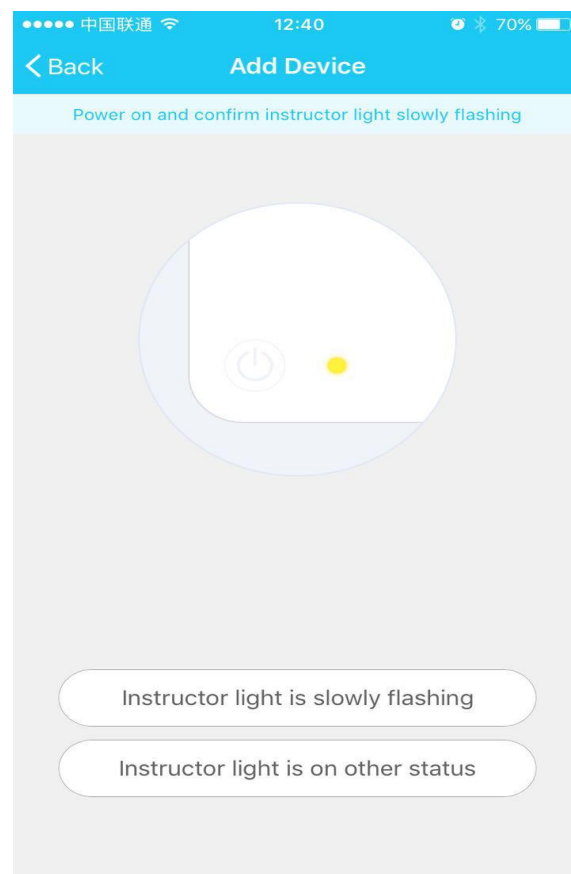 中国联通 12:40 70%
Back Add Device
Power on and confirm instructor light slowly flashing
Instructor light is slowly flashing
Instructor light is on other status